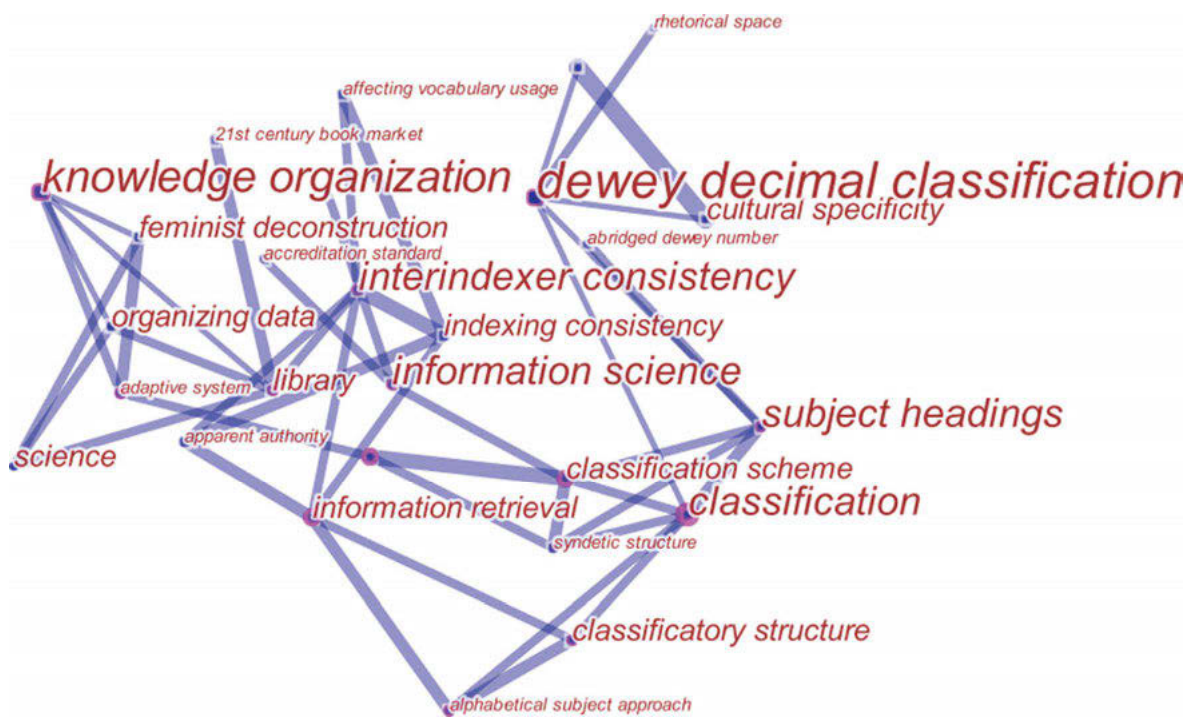 rhetorical space
affecting vocabulary usage
21st century book market
knowledge organization
dewey decimal classification
cultural specificity
feminist deconstruction
abridged dewey number
accreditation standard
interindexer consistency
organizing data
indexing consistency
information science
library
adaptive system
subject headings
apparent authority
science
classification scheme
classification
information retrieval
syndetic structure
classificatory structure
alphabetical subject approach